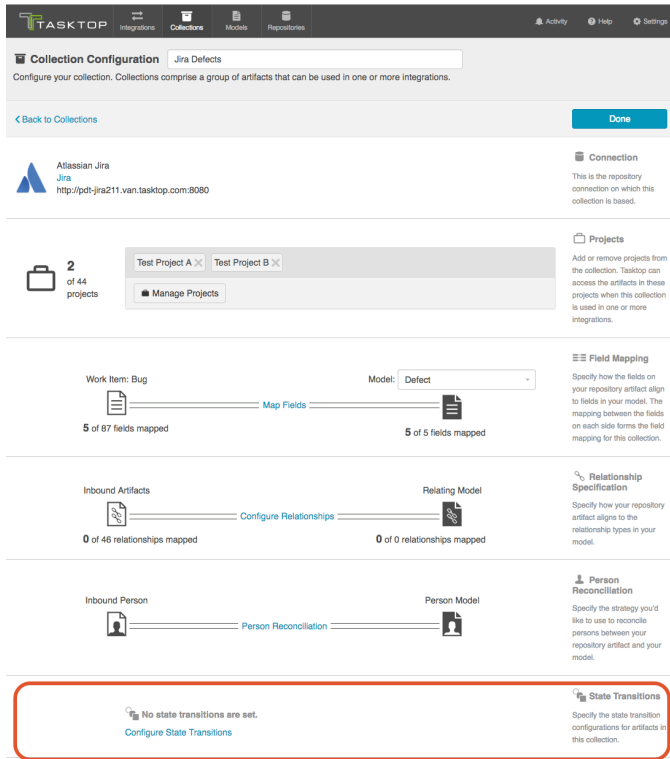 TASKTOP
Integrations
Collections
Models
Repositories
Activity
Help
Settings
Collection Configuration
Jira Defects
Configure your collection. Collections comprise a group of artifacts that can be used in one or more integrations.
Back to Collections
Done
Atlassian Jira
Jira
http://pdt-jira211.van.tasktop.com:8080
Connection
This is the repository
connection on which this
collection is based.
2
of 44
projects
Test Project A
Test Project B
Manage Projects
Projects
Add or remove projects from
the collection. Tasktop can
access the artifacts in these
projects when this collection
is used in one or more
integrations.
Work Item: Bug
Model: Defect
Map Fields
5 of 87 fields mapped
5 of 5 fields mapped
Field Mapping
Specify how the fields on
your repository artifact align
to fields in your model. The
mapping between the fields
on each side forms the field
mapping for this collection.
Inbound Artifacts
Relating Model
Configure Relationships
0 of 46 relationships mapped
0 of 0 relationships mapped
Relationship
Specification
Specify how your repository
artifact aligns to the
relationship types in your
model.
Inbound Person
Person Model
Person Reconciliation
Person
Reconciliation
Specify the strategy you'd
like to use to reconcile
persons between your
repository artifact and your
model.
No state transitions are set.
Configure State Transitions
State Transitions
Specify the state transition
configurations for artifacts in
this collection.